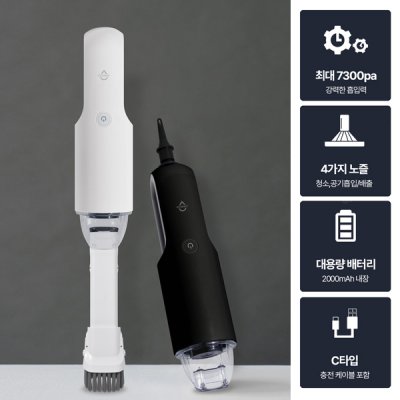 최대 7300pa
강력한 흡입력
4가지 노즐
청소,공기흡입/배출
대용량 배터리
2000mAh 내장
C타입
충전 케이블 포함